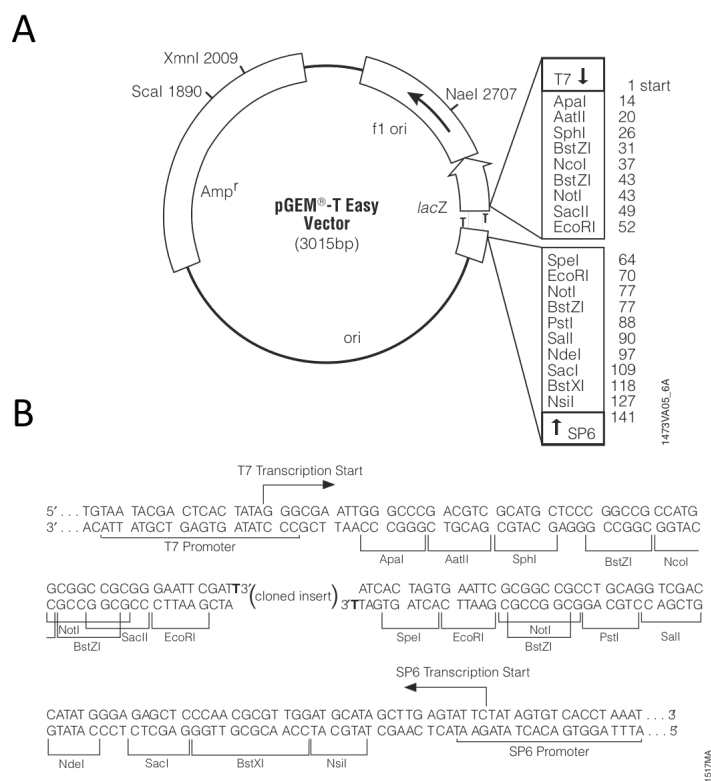 A
XmnI 2009
ScaI 1890
NaeI 2707
f1 ori
Ampʳ
pGEM®-T Easy
Vector
(3015bp)
lacZ
T
T
ori
T7 ↓
1 start
ApaI 14
AatII 20
SphI 26
BstZI 31
NcoI 37
BstZI 43
NotI 43
SacII 49
EcoRI 52
SpeI 64
EcoRI 70
NotI 77
BstZI 77
PstI 88
SalI 90
NdeI 97
SacI 109
BstXI 118
NsiI 127
141
↑ SP6
1473VA05_6A
B
T7 Transcription Start
5′ . . . TGTAA TACGA CTCAC TATAG GGCGA ATTGG GCCCG ACGTC GCATG CTCCC GGCCG CCATG
3′ . . . ACATT ATGCT GAGTG ATATC CCGCT TAACC CGGGC TGCAG CGTAC GAGGG CCGGC GGTAC
T7 Promoter
ApaI AatII SphI BstZI NcoI
GCGGC CGCGG GAATT CGATT3′ (cloned insert) ATCAC TAGTG AATTC GCGGC CGCCT GCAGG TCGAC
CGCCG GCGCC CTTAA GCTA 3′TTAGTG ATCAC TTAAG CGCCG GCGGA CGTCC AGCTG
NotI SacII EcoRI SpeI EcoRI NotI PstI SalI
BstZI BstZI
SP6 Transcription Start
CATAT GGGA GAGCT CCCAA CGCGT TGGAT GCATA GCTTG AGTAT TCTAT AGTGT CACCT AAAT . . . 3′
GTATA CCCT CTCGA GGGTT GCGCA ACCTA CGTAT CGAAC TCATA AGATA TCACA GTGGA TTTA . . . 5′
NdeI SacI BstXI NsiI SP6 Promoter
1517MA